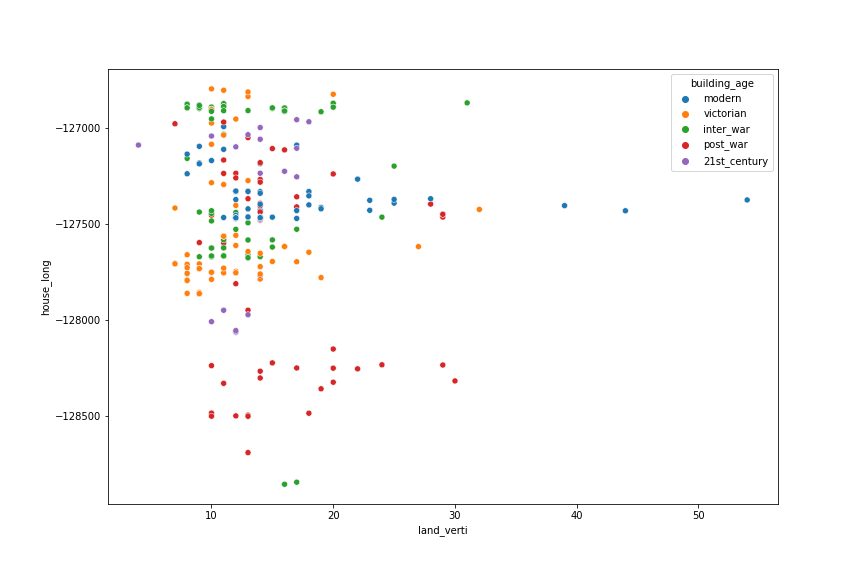 building_age
modern
victorian
inter_war
post_war
21st_century
−127000
−127500
−128000
−128500
house_long
10 20 30 40 50
land_verti